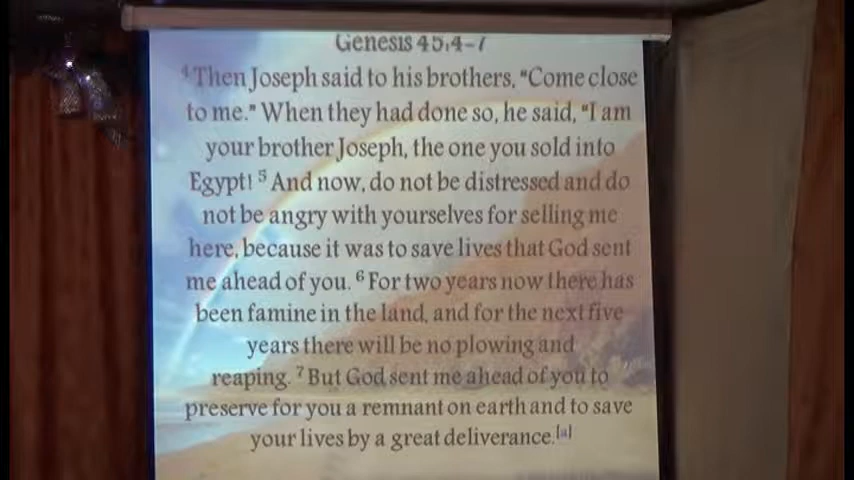 Genesis 45:4-7
⁴ Then Joseph said to his brothers, "Come close
to me." When they had done so, he said, "I am
your brother Joseph, the one you sold into
Egypt! ⁵ And now, do not be distressed and do
not be angry with yourselves for selling me
here, because it was to save lives that God sent
me ahead of you. ⁶ For two years now there has
been famine in the land, and for the next five
years there will be no plowing and
reaping. ⁷ But God sent me ahead of you to
preserve for you a remnant on earth and to save
your lives by a great deliverance.[a]